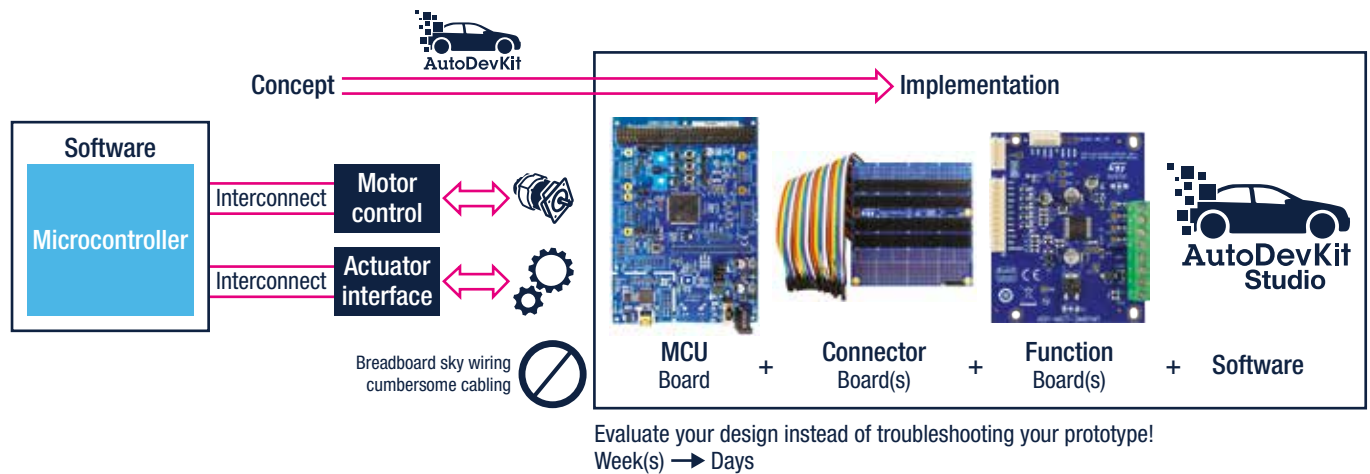 AutoDevKit
Concept
Implementation
Software
Microcontroller
Interconnect
Motor
control
Interconnect
Actuator
interface
AutoDevKit
Studio
Breadboard sky wiring
cumbersome cabling
MCU
Board
+
Connector
Board(s)
+
Function
Board(s)
+
Software
Evaluate your design instead of troubleshooting your prototype!
Week(s) → Days